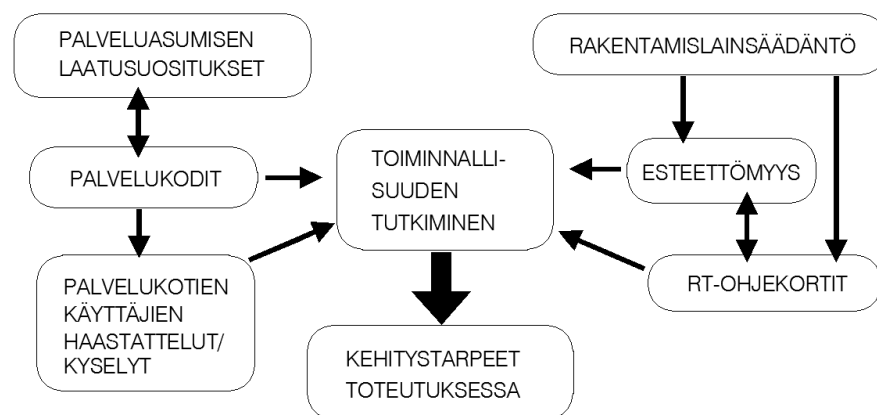 PALVELUASUMISEN
LAATUSUOSITUKSET
RAKENTAMISLAINSÄÄDÄNTÖ
PALVELUKODIT
TOIMINNALLI-
SUUDEN
TUTKIMINEN
ESTEETTÖMYYS
PALVELUKOTIEN
KÄYTTÄJIEN
HAASTATTELUT/
KYSELYT
RT-OHJEKORTIT
KEHITYSTARPEET
TOTEUTUKSESSA